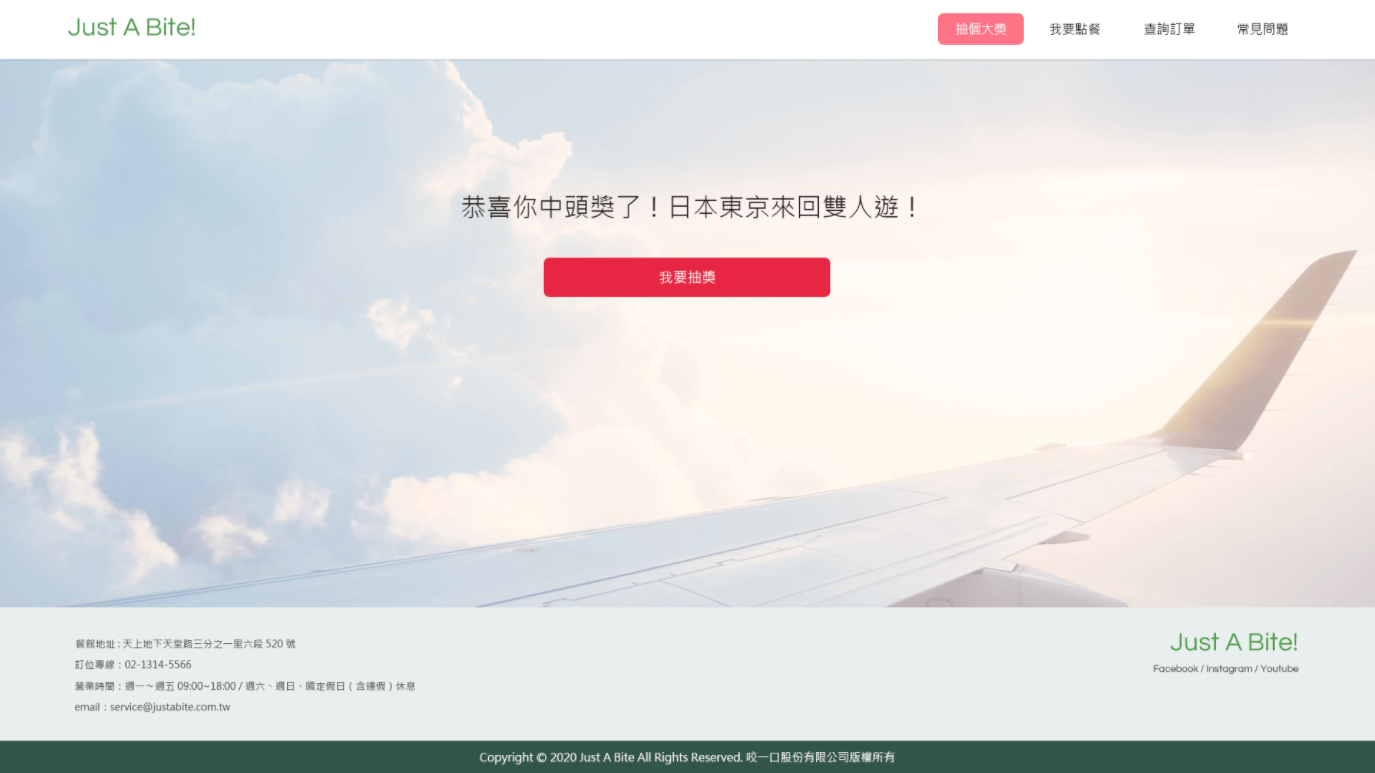 Just A Bite!
抽個大獎
我要點餐
查詢訂單
常見問題
恭喜你中頭獎了！日本東京來回雙人遊！
我要抽獎
餐館地址 : 天上地下天堂路三分之一里六段 520 號
訂位專線：02-1314-5566
營業時間：週一～週五 09:00~18:00 / 週六、週日、國定假日 ( 含連假 ) 休息
email：service@justabite.com.tw
Just A Bite!
Facebook / Instagram / Youtube
Copyright © 2020 Just A Bite All Rights Reserved. 咬一口股份有限公司版權所有